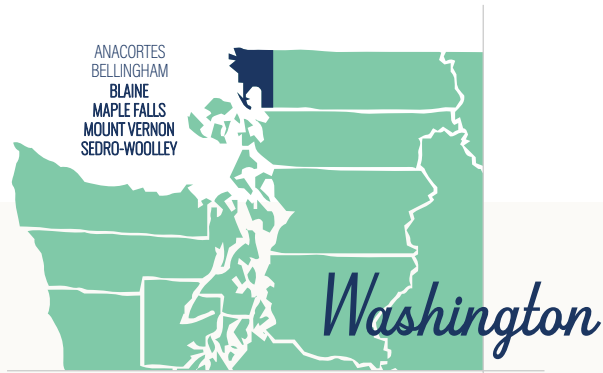 ANACORTES
BELLINGHAM
BLAINE
MAPLE FALLS
MOUNT VERNON
SEDRO-WOOLLEY
Washington